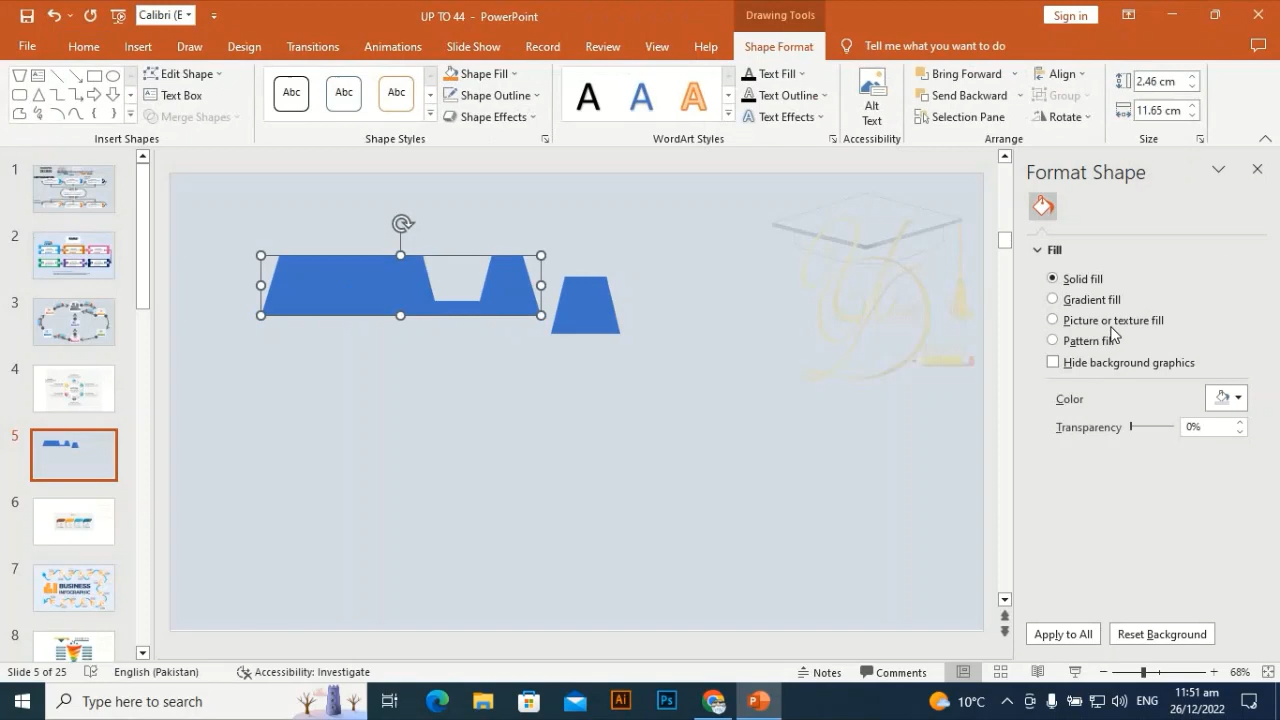 Calibri (E
UP TO 44 - PowerPoint
Drawing Tools
Sign in
File
Home
Insert
Draw
Design
Transitions
Animations
Slide Show
Record
Review
View
Help
Shape Format
Tell me what you want to do
Edit Shape
Text Box
Merge Shapes
Insert Shapes
Abc
Abc
Abc
Shape Fill
Shape Outline
Shape Effects
Shape Styles
A
A
A
Text Fill
Text Outline
Text Effects
WordArt Styles
Alt
Text
Accessibility
Bring Forward
Send Backward
Selection Pane
Align
Group
Rotate
Arrange
2.46 cm
11.65 cm
Size
1
2
3
4
5
6
7
BUSINESS
INFOGRAPHIC
8
Format Shape
Fill
Solid fill
Gradient fill
Picture or texture fill
Pattern fill
Hide background graphics
Color
Transparency
0%
Apply to All
Reset Background
Slide 5 of 25
English (Pakistan)
Accessibility: Investigate
Notes
Comments
68%
Type here to search
Ai
Ps
10°C
ENG
11:51 am
26/12/2022